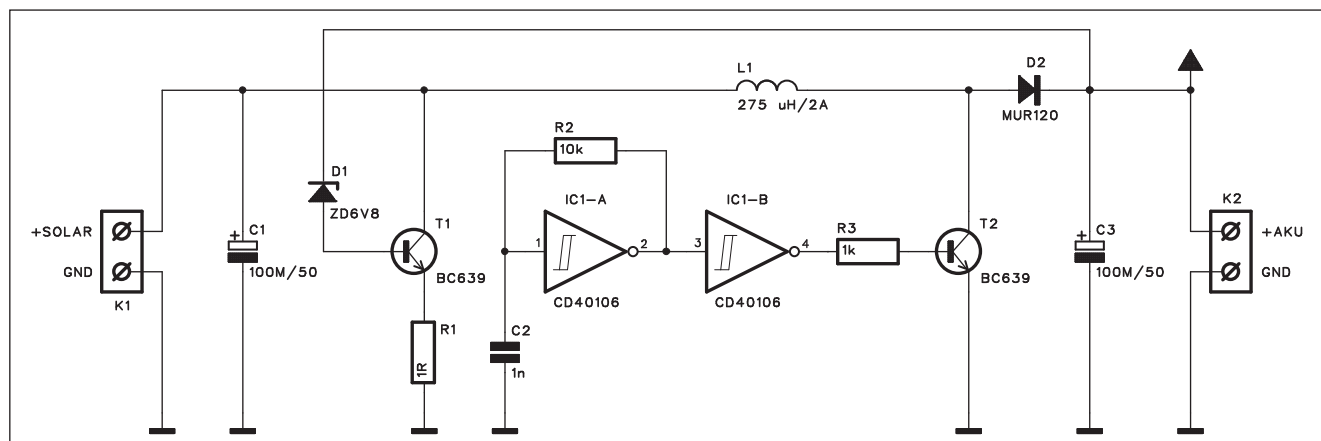 L1
275 uH/2A
D2
MUR120
R2
10k
D1
ZD6V8
T1
BC639
IC1-A
1
2
CD40106
IC1-B
3
4
CD40106
R3
1k
T2
BC639
K2
+AKU
GND
+SOLAR
GND
K1
C1
+
100M/50
C3
+
100M/50
R1
1R
C2
1n